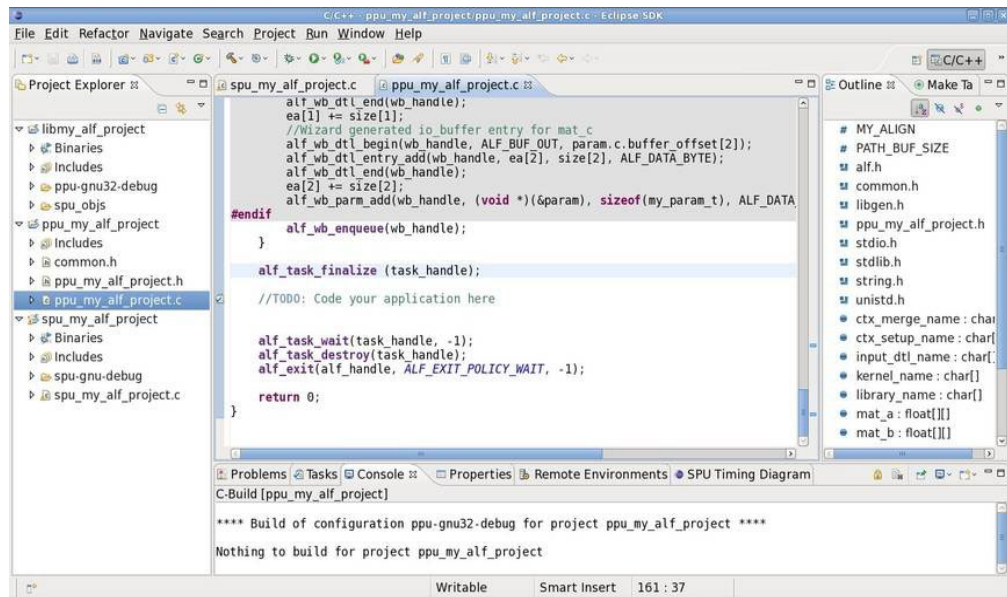 C/C++ - ppu_my_alf_project/ppu_my_alf_project.c - Eclipse SDK
File Edit Refactor Navigate Search Project Run Window Help
C/C++
Project Explorer
libmy_alf_project
Binaries
Includes
ppu-gnu32-debug
spu_objs
ppu_my_alf_project
Includes
common.h
ppu_my_alf_project.h
ppu_my_alf_project.c
spu_my_alf_project
Binaries
Includes
spu-gnu-debug
spu_my_alf_project.c
spu_my_alf_project.c ppu_my_alf_project.c
alf_wb_dtl_end(wb_handle);
ea[1] += size[1];
//Wizard generated io_buffer entry for mat_c
alf_wb_dtl_begin(wb_handle, ALF_BUF_OUT, param.c.buffer_offset[2]);
alf_wb_dtl_entry_add(wb_handle, ea[2], size[2], ALF_DATA_BYTE);
alf_wb_dtl_end(wb_handle);
ea[2] += size[2];
alf_wb_parm_add(wb_handle, (void *)(&param), sizeof(my_param_t), ALF_DATA_
#endif
alf_wb_enqueue(wb_handle);
}
alf_task_finalize (task_handle);
//TODO: Code your application here
alf_task_wait(task_handle, -1);
alf_task_destroy(task_handle);
alf_exit(alf_handle, ALF_EXIT_POLICY_WAIT, -1);
return 0;
}
Outline Make Ta
MY_ALIGN
PATH_BUF_SIZE
alf.h
common.h
libgen.h
ppu_my_alf_project.h
stdio.h
stdlib.h
string.h
unistd.h
ctx_merge_name : char
ctx_setup_name : char[
input_dtl_name : char[
kernel_name : char[]
library_name : char[]
mat_a : float[][]
mat_b : float[][]
Problems Tasks Console Properties Remote Environments SPU Timing Diagram
C-Build [ppu_my_alf_project]
**** Build of configuration ppu-gnu32-debug for project ppu_my_alf_project ****
Nothing to build for project ppu_my_alf_project
Writable Smart Insert 161 : 37